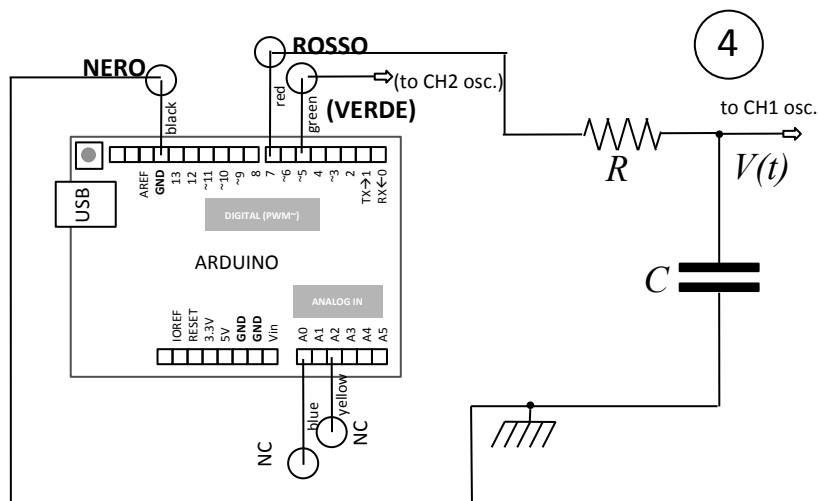 4
ROSSO
NERO
(to CH2 osc.)
(VERDE)
red
green
black
to CH1 osc.
R
V(t)
C
AREF
GND
13
12
~11
~10
~9
8
7
~6
~5
4
~3
2
TX→1
RX←0
USB
DIGITAL (PWM~)
ARDUINO
ANALOG IN
IOREF
RESET
3.3V
5V
GND
GND
Vin
A0
A1
A2
A3
A4
A5
blue
yellow
NC
NC